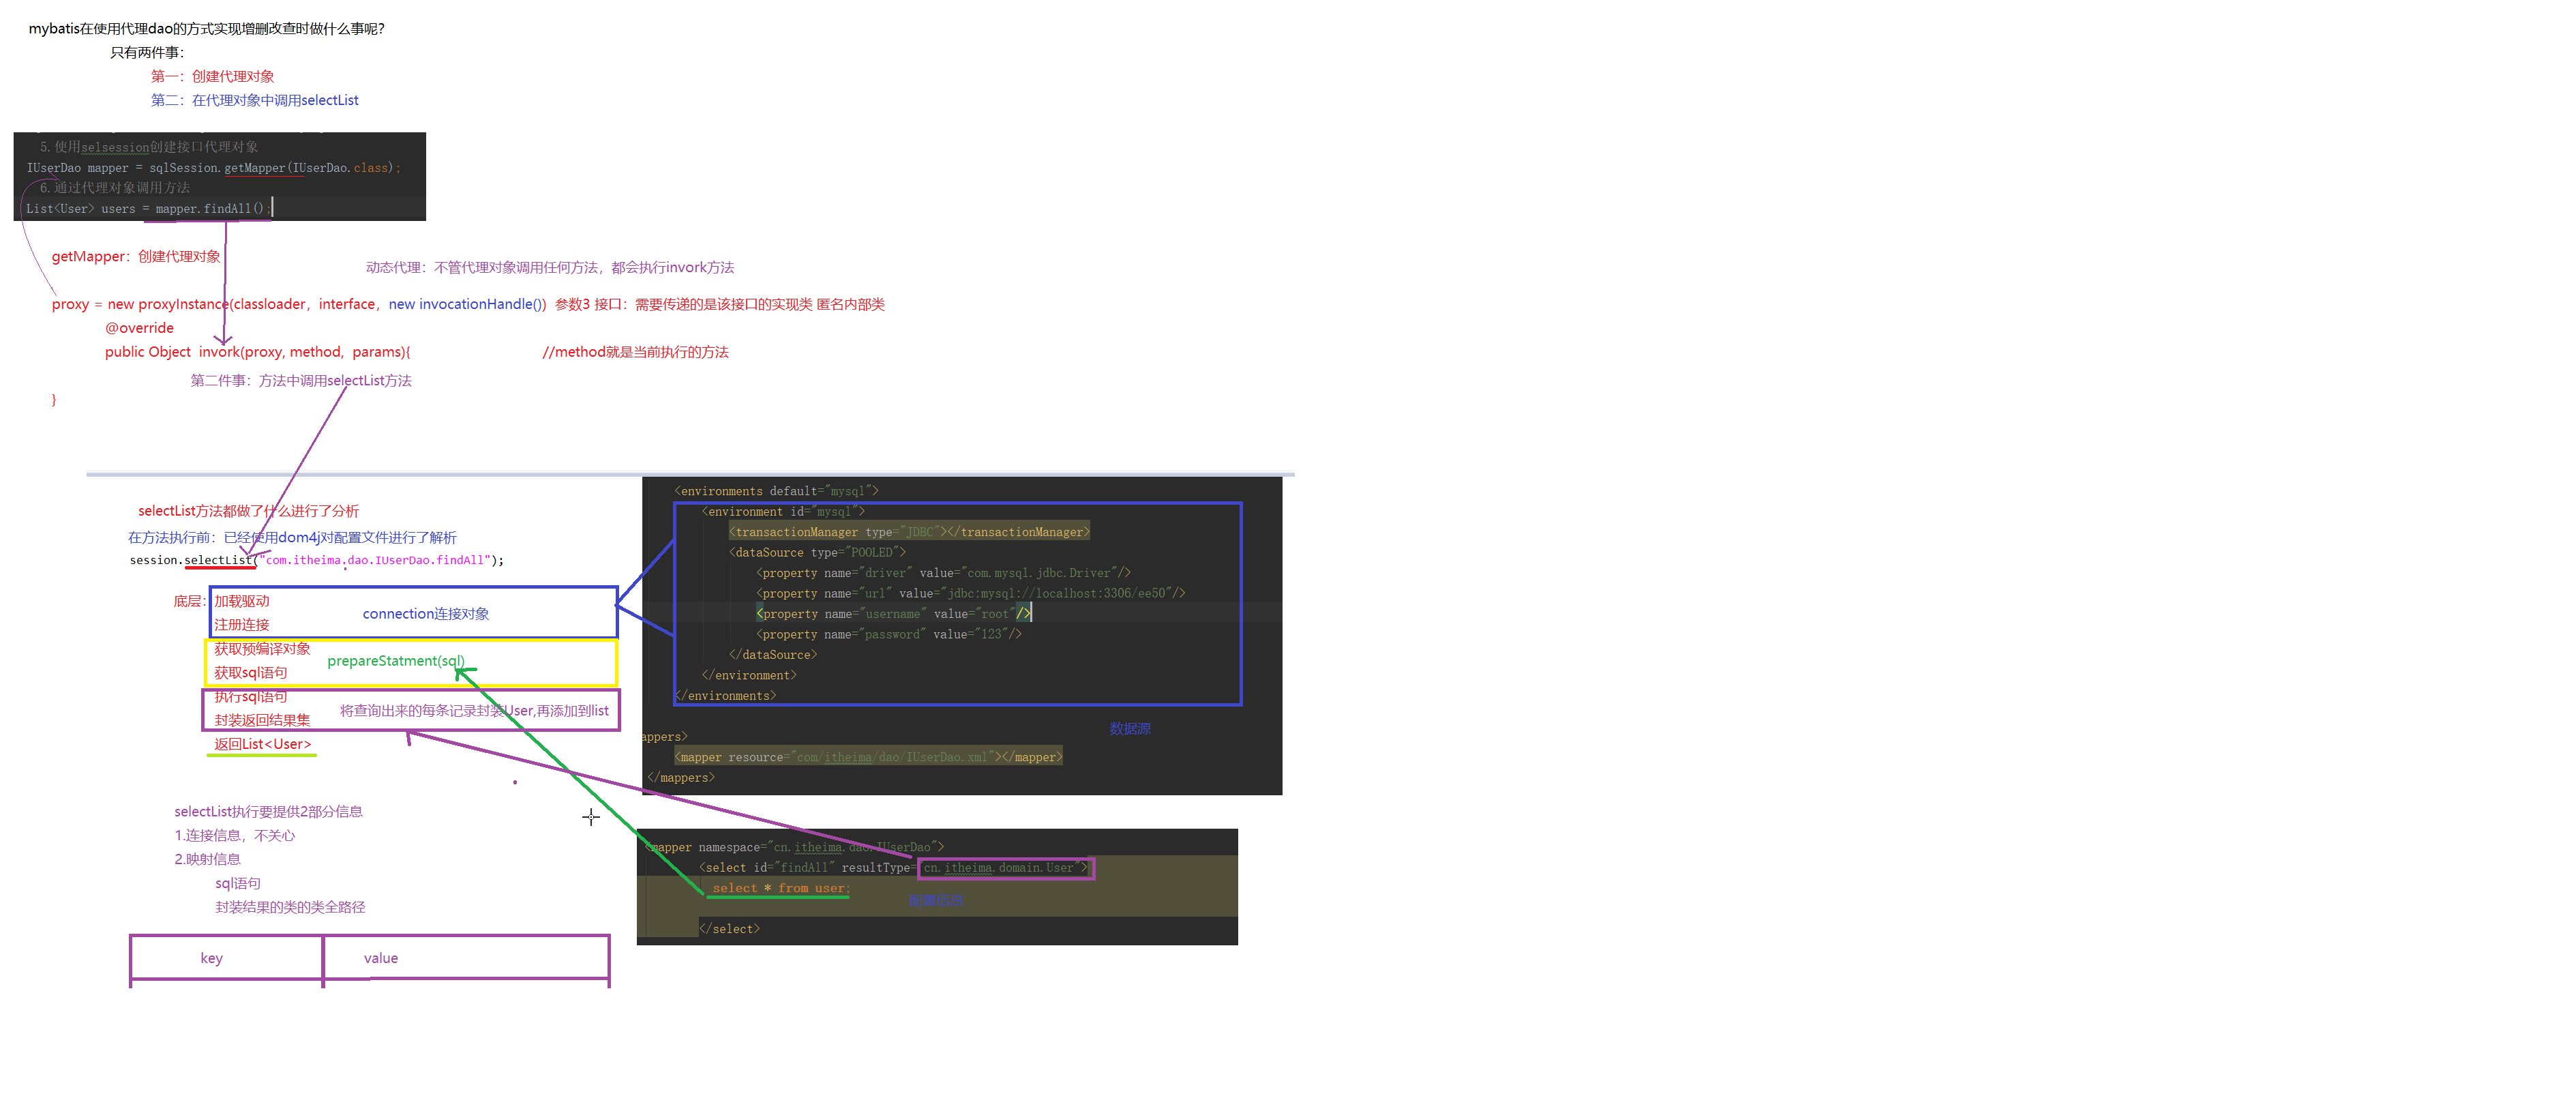 mybatis在使用代理dao的方式实现增删改查时做什么事呢?
只有两件事：
第一：创建代理对象
第二：在代理对象中调用selectList
5.使用selsession创建接口代理对象
IUserDao mapper = sqlSession.getMapper(IUserDao.class);
6.通过代理对象调用方法
List<User> users = mapper.findAll();
getMapper：创建代理对象
动态代理：不管代理对象调用任何方法，都会执行invork方法
proxy = new proxyInstance(classloader，interface，new invocationHandle()) 参数3 接口：需要传递的是该接口的实现类 匿名内部类
@override
public Object invork(proxy, method, params){ //method就是当前执行的方法
第二件事：方法中调用selectList方法
}
selectList方法都做了什么进行了分析
在方法执行前：已经使用dom4j对配置文件进行了解析
session.selectList("com.itheima.dao.IUserDao.findAll");
底层：加载驱动
注册连接
connection连接对象
获取预编译对象
获取sql语句
prepareStatment(sql)
执行sql语句
封装返回结果集
将查询出来的每条记录封装User,再添加到list
返回List<User>
selectList执行要提供2部分信息
1.连接信息，不关心
2.映射信息
sql语句
封装结果的类的类全路径
key value
<environments default="mysql">
<environment id="mysql">
<transactionManager type="JDBC"></transactionManager>
<dataSource type="POOLED">
<property name="driver" value="com.mysql.jdbc.Driver"/>
<property name="url" value="jdbc:mysql://localhost:3306/ee50"/>
<property name="username" value="root"/>
<property name="password" value="123"/>
</dataSource>
</environment>
</environments>
数据源
appers>
<mapper resource="com/itheima/dao/IUserDao.xml"></mapper>
</mappers>
<mapper namespace="cn.itheima.dao.IUserDao">
<select id="findAll" resultType="cn.itheima.domain.User">
select * from user;
配置信息
</select>